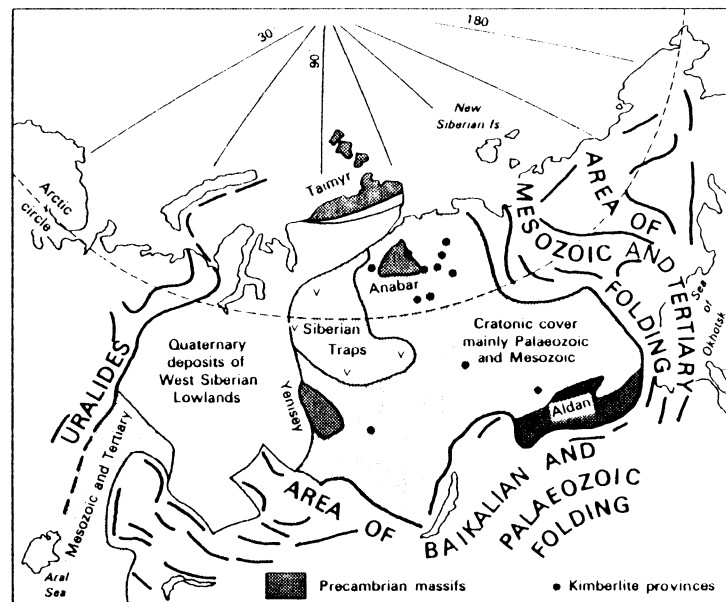 30
90
180
New
Siberian Is.
Taimyr
Arctic
circle
AREA OF
MESOZOIC AND TERTIARY
FOLDING
Sea
of
Okhotsk
Anabar
Siberian
Traps
Cratonic cover
mainly Palaeozoic
and Mesozoic
Quaternary
deposits of
West Siberian
Lowlands
URALIDES
Yenisey
Aldan
Mesozoic and Tertiary
AREA OF
BAIKALIAN AND
PALAEOZOIC
FOLDING
Aral
Sea
Precambrian massifs
Kimberlite provinces
v
v
v
v
v